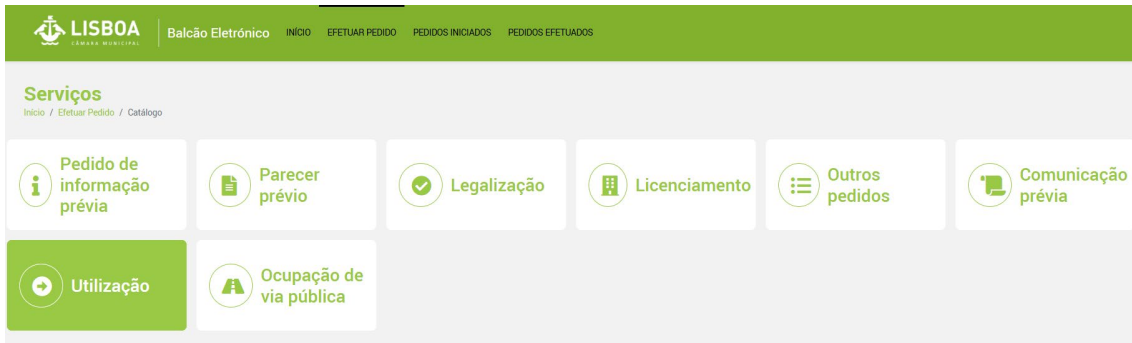 LISBOA
CÂMARA MUNICIPAL
Balcão Eletrónico
INÍCIO EFETUAR PEDIDO PEDIDOS INICIADOS PEDIDOS EFETUADOS
Serviços
Início / Efetuar Pedido / Catálogo
Pedido de
informação
prévia
Parecer
prévio
Legalização
Licenciamento
Outros
pedidos
Comunicação
prévia
Utilização
Ocupação de
via pública